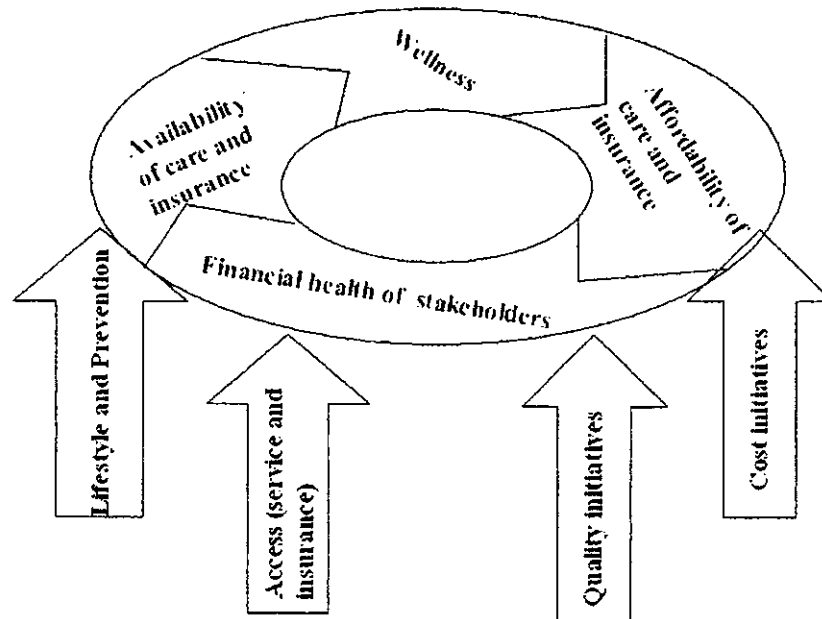 Wellness
Availability
of care and
insurance
Affordability of
care and
insurance
Financial health of stakeholders
Lifestyle and Prevention
Access (service and
insurance)
Quality initiatives
Cost initiatives